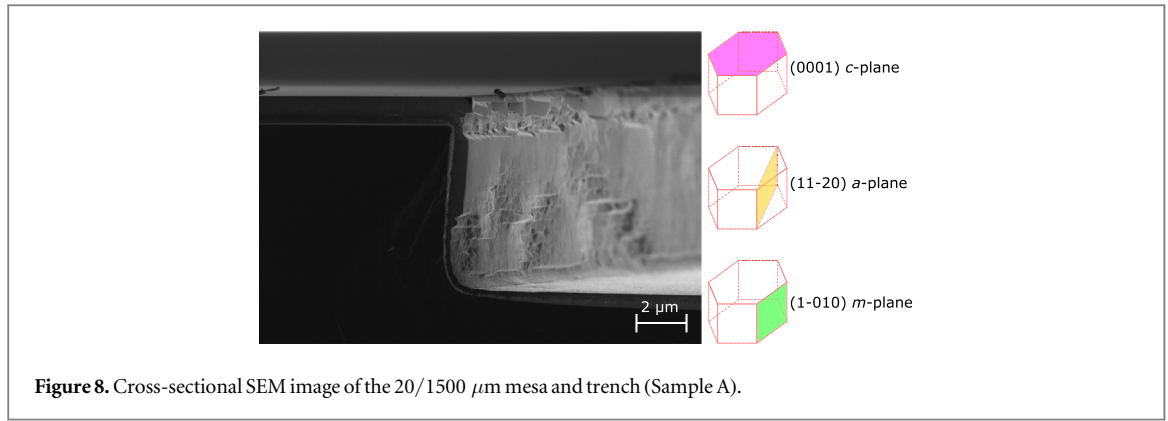 (0001) c-plane
(11-20) a-plane
(1-010) m-plane
2 μm
Figure 8. Cross-sectional SEM image of the 20/1500 μm mesa and trench (Sample A).